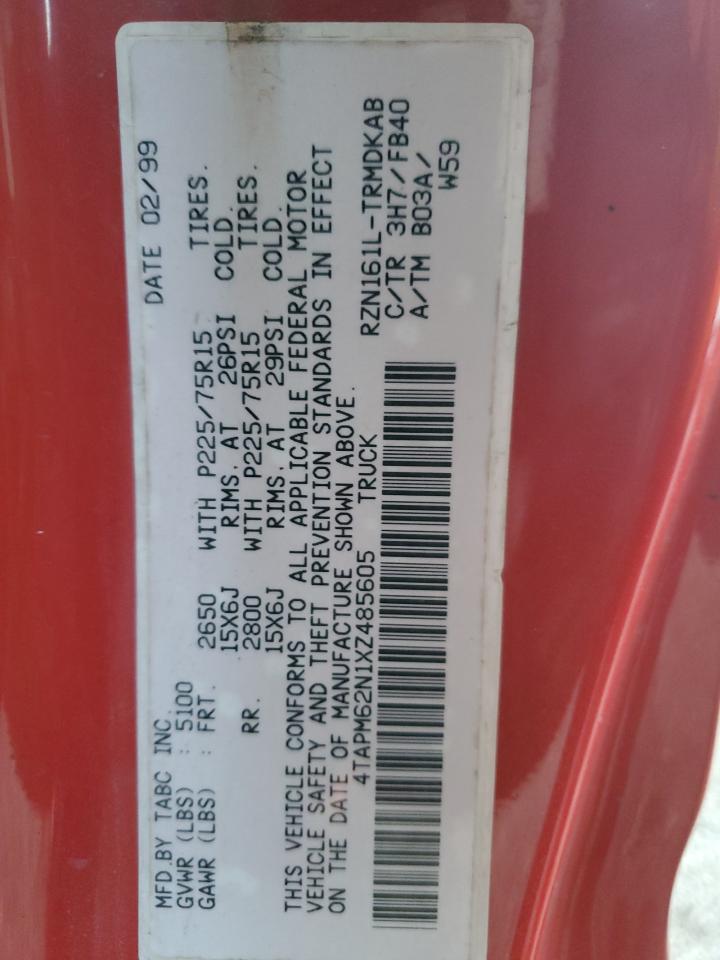 MFD.BY TABC INC. DATE 02/99
GVWR (LBS) : 5100
GAWR (LBS) : FRT. 2650 WITH P225/75R15 TIRES.
15X6J RIMS, AT 26PSI COLD.
RR. 2800 WITH P225/75R15 TIRES.
15X6J RIMS, AT 29PSI COLD.
THIS VEHICLE CONFORMS TO ALL APPLICABLE FEDERAL MOTOR
VEHICLE SAFETY AND THEFT PREVENTION STANDARDS IN EFFECT
ON THE DATE OF MANUFACTURE SHOWN ABOVE.
4TAPM62N1XZ485605 TRUCK
RZN161L-TRMDKAB
C/TR 3H7/FB40
A/TM B03A/
W59